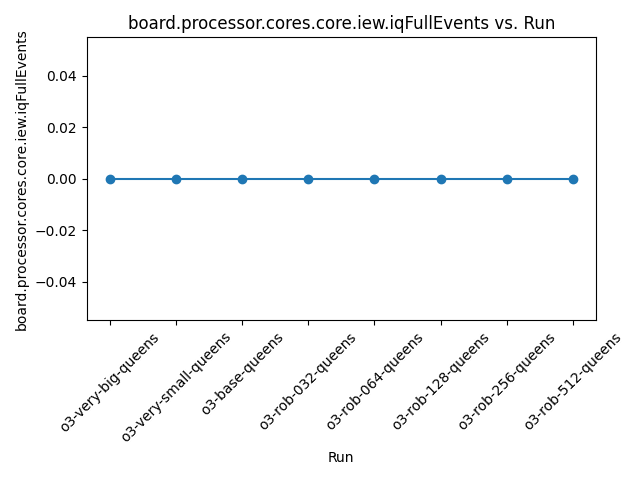 board.processor.cores.core.iew.iqFullEvents vs. Run
board.processor.cores.core.iew.iqFullEvents
0.04
0.02
0.00
−0.02
−0.04
o3-very-big-queens
o3-very-small-queens
o3-base-queens
o3-rob-032-queens
o3-rob-064-queens
o3-rob-128-queens
o3-rob-256-queens
o3-rob-512-queens
Run